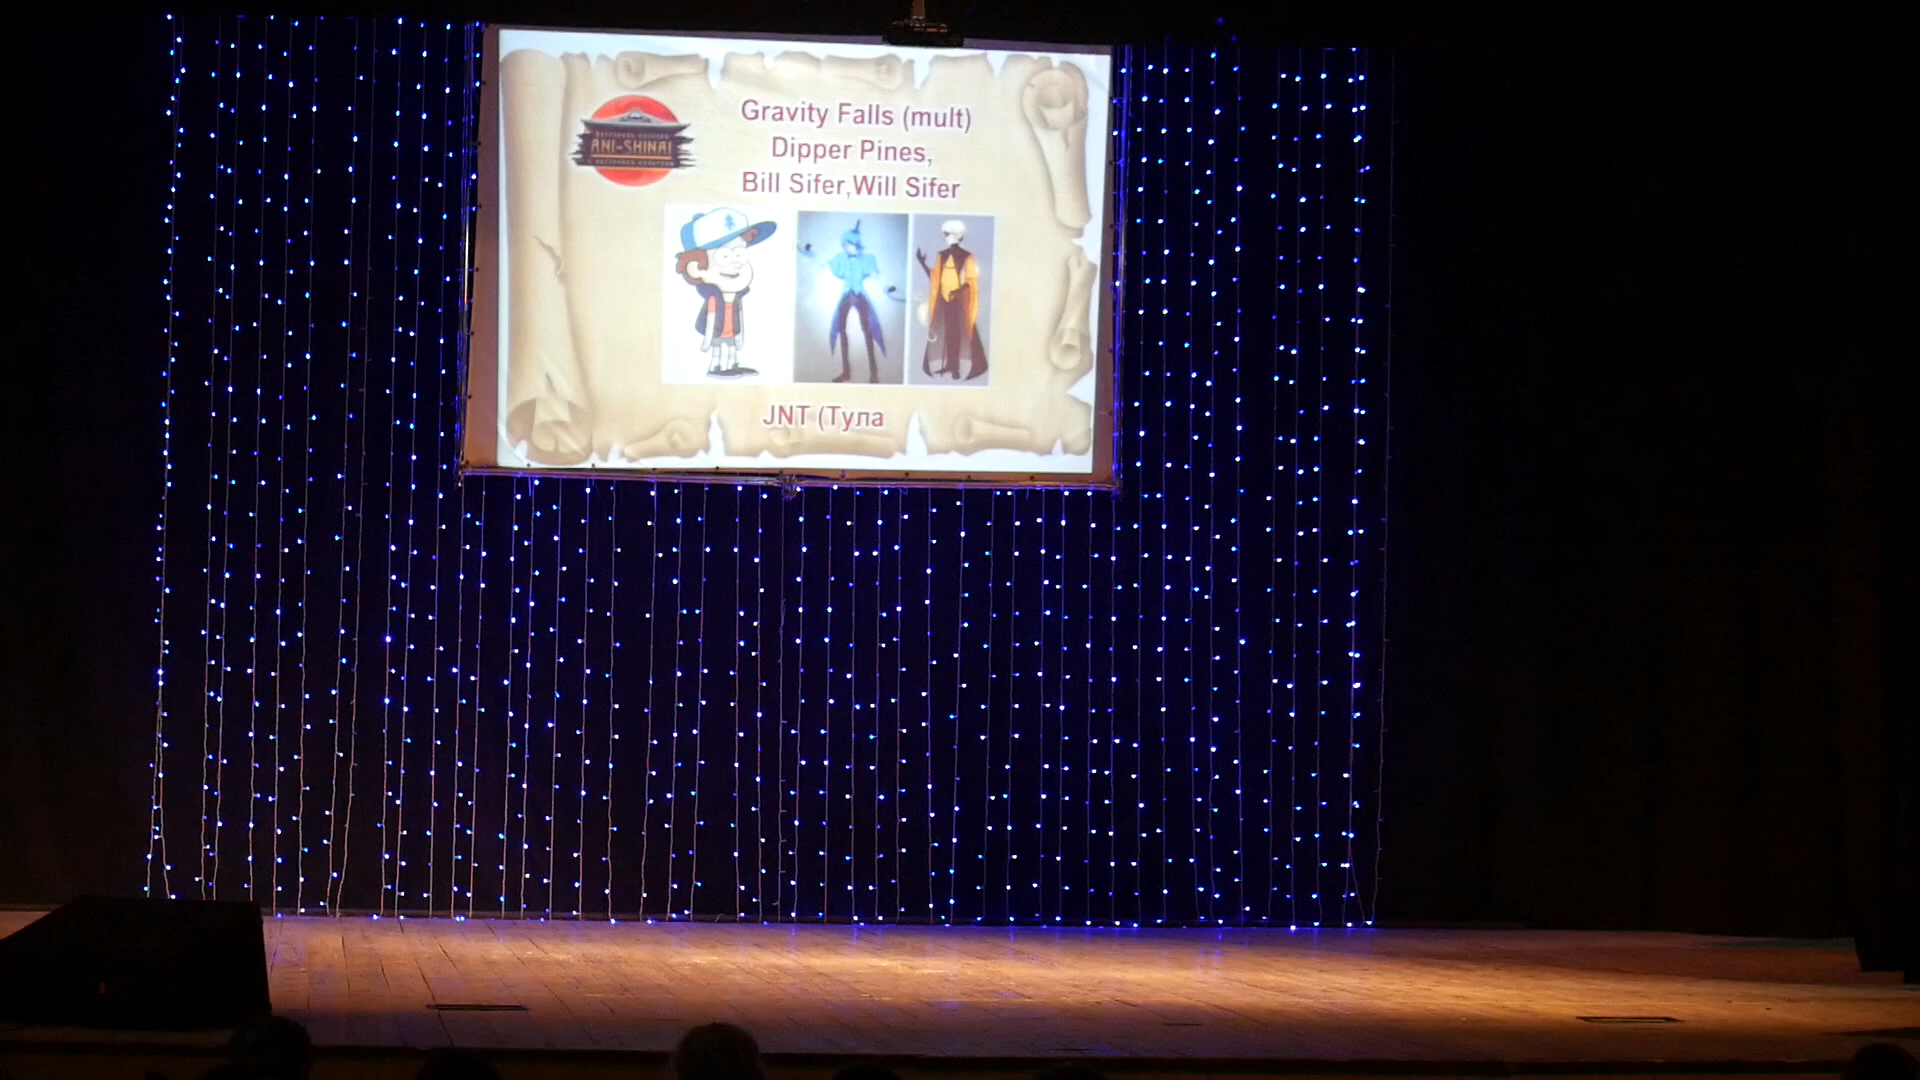 ANI-SHINAI
Gravity Falls (mult)
Dipper Pines,
Bill Sifer,Will Sifer
JNT (Тула